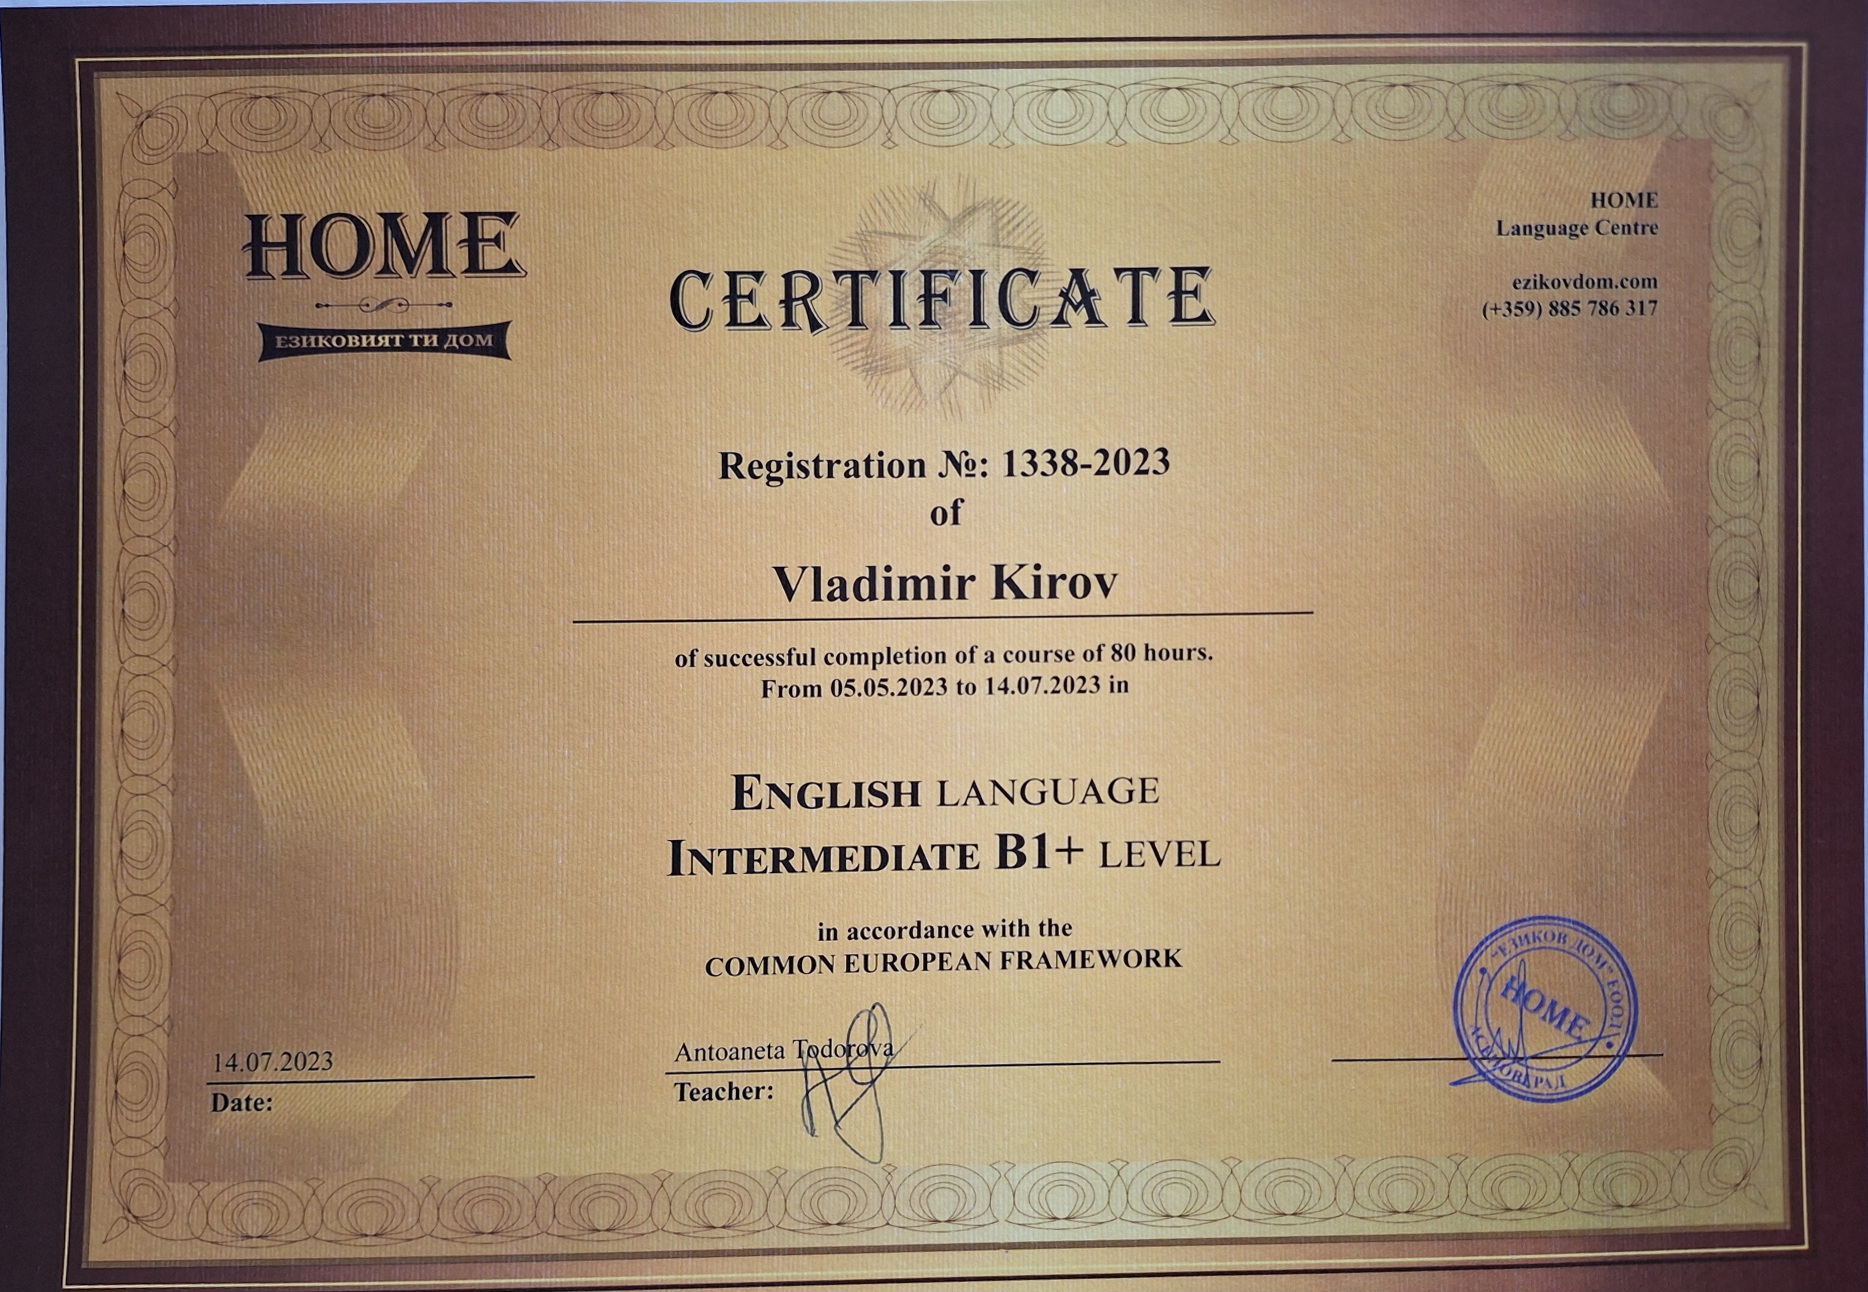 HOME
ЕЗИКОВИЯТ ТИ ДОМ
HOME
Language Centre
ezikovdom.com
(+359) 885 786 317
CERTIFICATE
Registration №: 1338-2023
of
Vladimir Kirov
of successful completion of a course of 80 hours.
From 05.05.2023 to 14.07.2023 in
ENGLISH LANGUAGE
INTERMEDIATE B1+ LEVEL
in accordance with the
COMMON EUROPEAN FRAMEWORK
14.07.2023
Date:
Antoaneta Todorova
Teacher:
"ЕЗИКОВ ДОМ" ЕООД
HOME
АСЕНОВГРАД